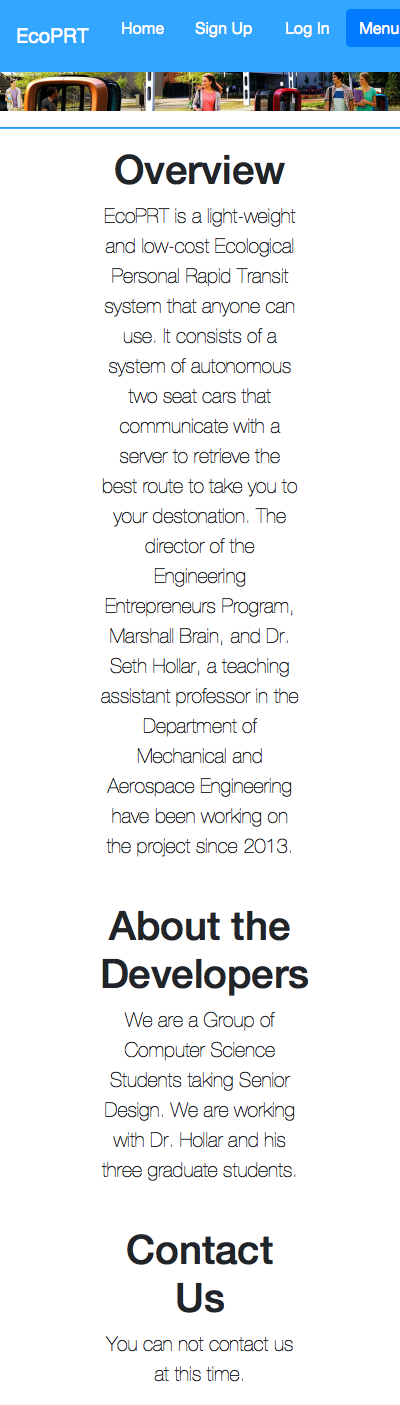 EcoPRT Home Sign Up Log In Menu
Overview
EcoPRT is a light-weight
and low-cost Ecological
Personal Rapid Transit
system that anyone can
use. It consists of a
system of autonomous
two seat cars that
communicate with a
server to retrieve the
best route to take you to
your destonation. The
director of the
Engineering
Entrepreneurs Program,
Marshall Brain, and Dr.
Seth Hollar, a teaching
assistant professor in the
Department of
Mechanical and
Aerospace Engineering
have been working on
the project since 2013.
About the
Developers
We are a Group of
Computer Science
Students taking Senior
Design. We are working
with Dr. Hollar and his
three graduate students.
Contact
Us
You can not contact us
at this time.